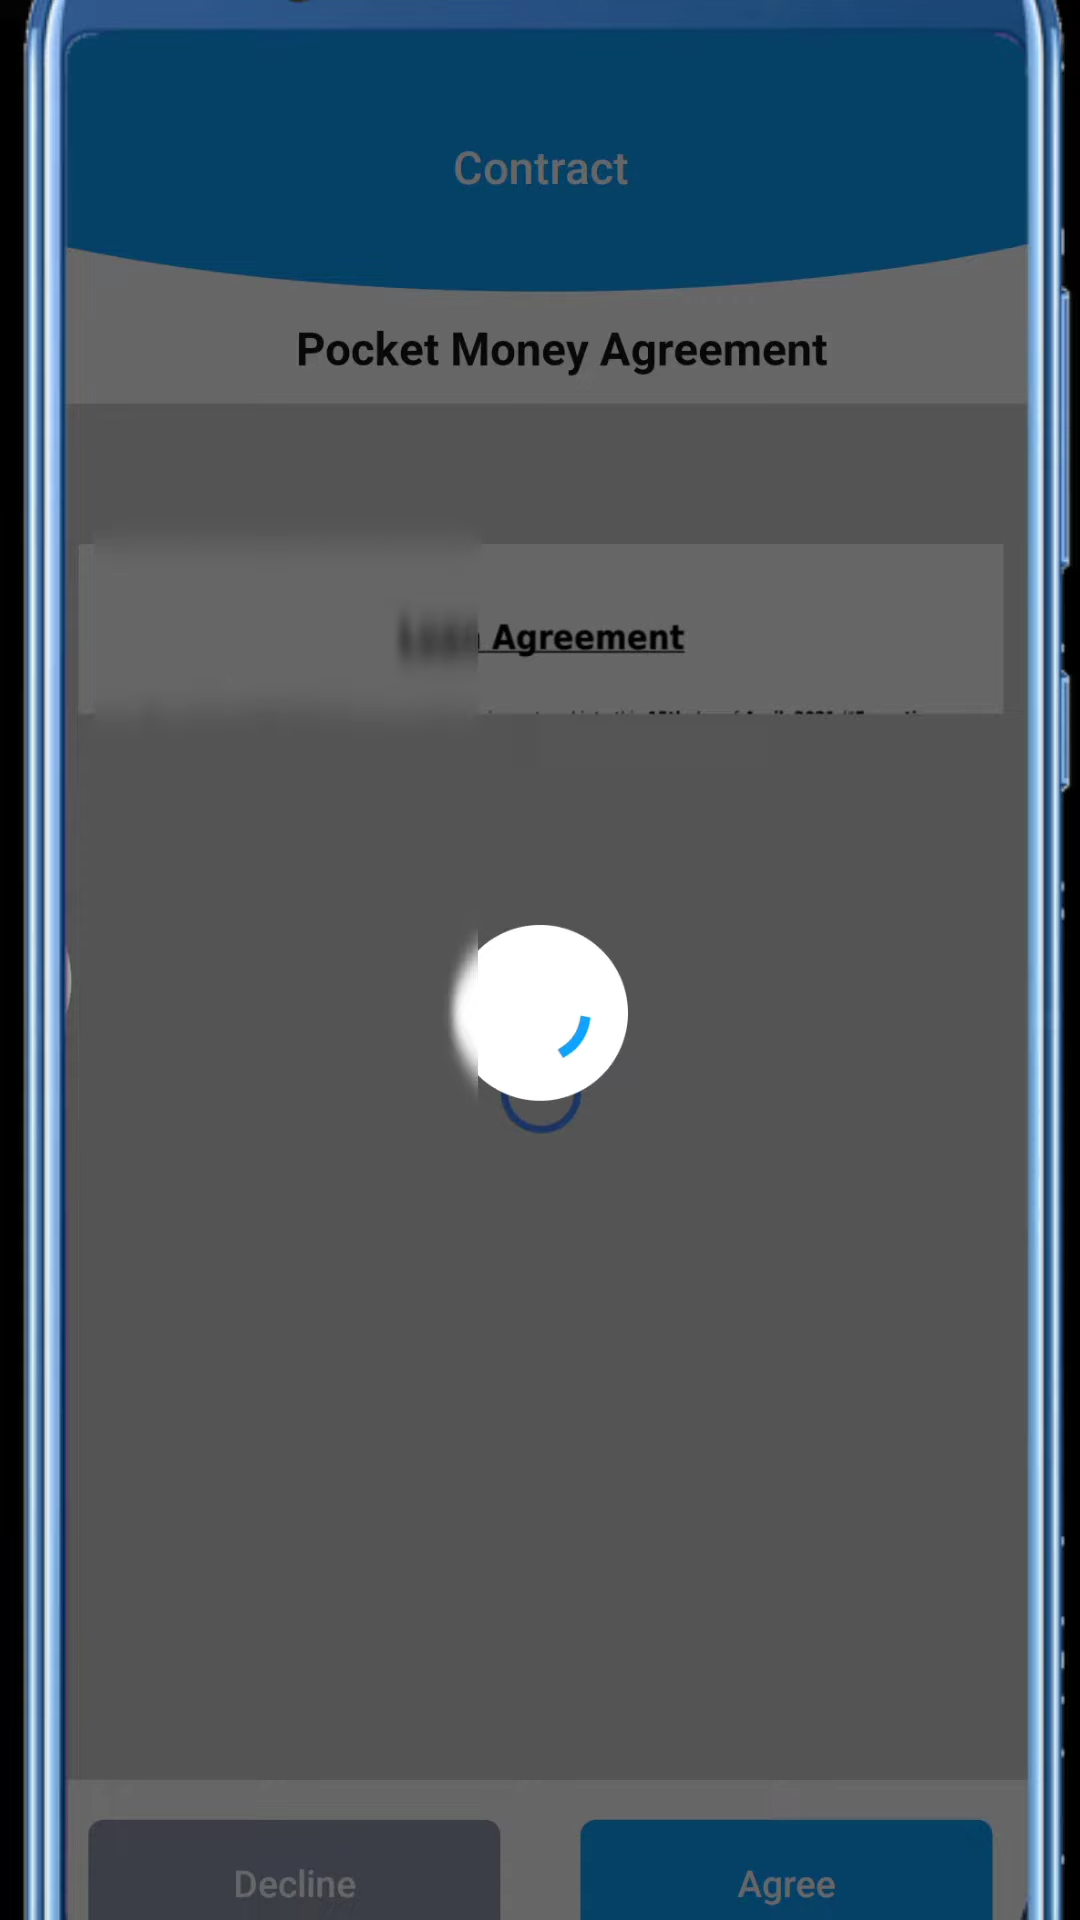 Contract
Pocket Money Agreement
Agreement
Decline
Agree